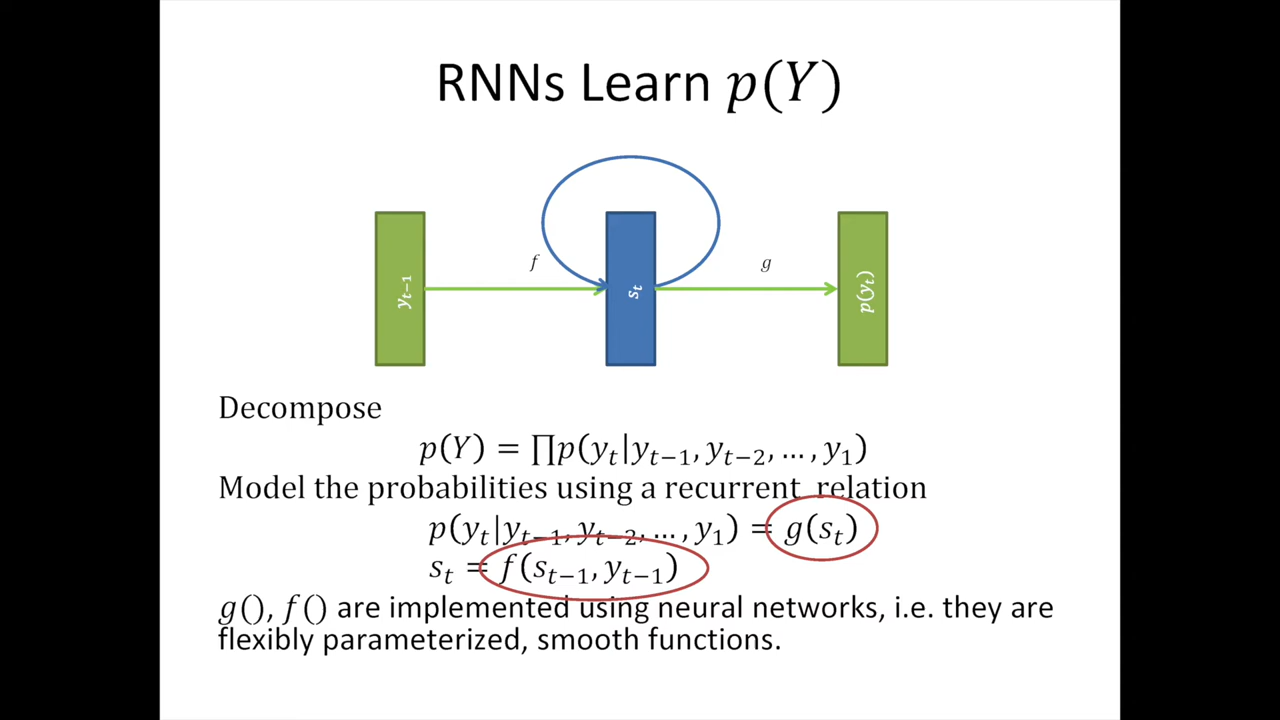 RNNs Learn p(Y)
f
g
y_{t−1}
s_t
p(y_t)
Decompose
p(Y) = ∏p(y_t|y_{t−1}, y_{t−2}, … , y_1)
Model the probabilities using a recurrent relation
p(y_t|y_{t−1}, y_{t−2}, … , y_1) = g(s_t)
s_t = f(s_{t−1}, y_{t−1})
g(), f() are implemented using neural networks, i.e. they are
flexibly parameterized, smooth functions.